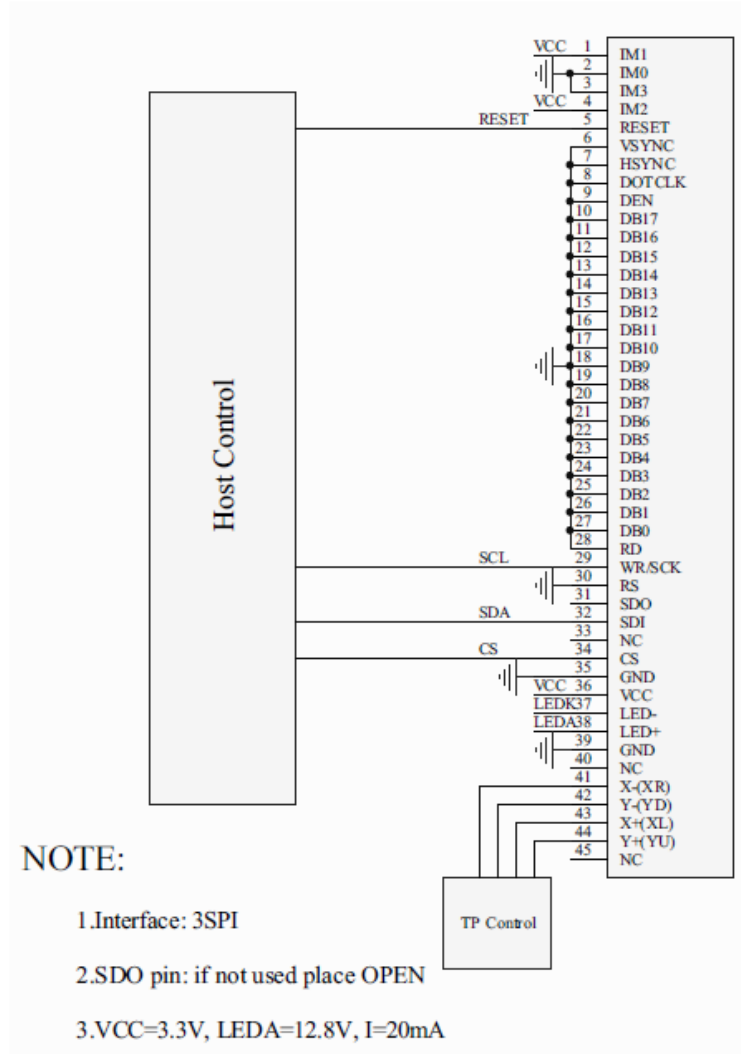 VCC 1 IM1
2 IM0
3 IM3
VCC 4 IM2
RESET 5 RESET
6 VSYNC
7 HSYNC
8 DOTCLK
9 DEN
10 DB17
11 DB16
12 DB15
13 DB14
14 DB13
15 DB12
16 DB11
17 DB10
18 DB9
19 DB8
20 DB7
21 DB6
22 DB5
23 DB4
24 DB3
25 DB2
26 DB1
27 DB0
28 RD
Host Control
SCL 29 WR/SCK
30 RS
31 SDO
SDA 32 SDI
33 NC
CS 34 CS
35 GND
VCC 36 VCC
LEDK37 LED-
LEDA38 LED+
39 GND
40 NC
41 X-(XR)
42 Y-(YD)
43 X+(XL)
44 Y+(YU)
45 NC
TP Control
NOTE:
1.Interface: 3SPI
2.SDO pin: if not used place OPEN
3.VCC=3.3V, LEDA=12.8V, I=20mA